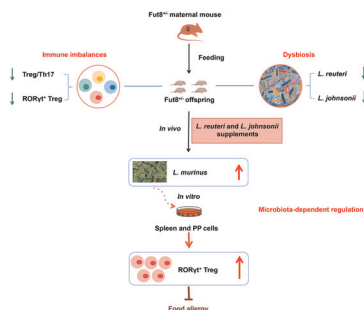 Fut8+/- maternal mouse
Immune imbalances
Feeding
Dysbiosis
Treg/Th17
RORγt+ Treg
Fut8+/- offspring
L. reuteri
L. johnsonii
In vivo
L. reuteri and L. johnsonii
supplements
L. murinus
In vitro
Microbiota-dependent regulation
Spleen and PP cells
RORγt+ Treg
Food allergy